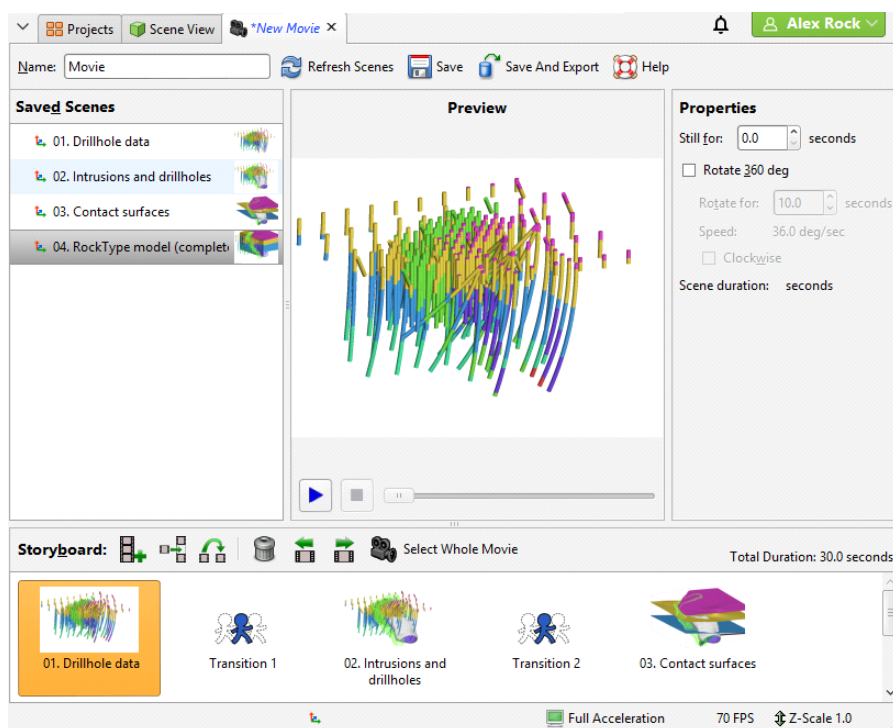 Projects
Scene View
*New Movie
Alex Rock
Name: Movie
Refresh Scenes
Save
Save And Export
Help
Saved Scenes
01. Drillhole data
02. Intrusions and drillholes
03. Contact surfaces
04. RockType model (complet
Preview
Properties
Still for: 0.0 seconds
Rotate 360 deg
Rotate for: 10.0 seconds
Speed: 36.0 deg/sec
Clockwise
Scene duration: seconds
Storyboard:
Select Whole Movie
Total Duration: 30.0 seconds
01. Drillhole data
Transition 1
02. Intrusions and
drillholes
Transition 2
03. Contact surfaces
Full Acceleration
70 FPS
Z-Scale 1.0